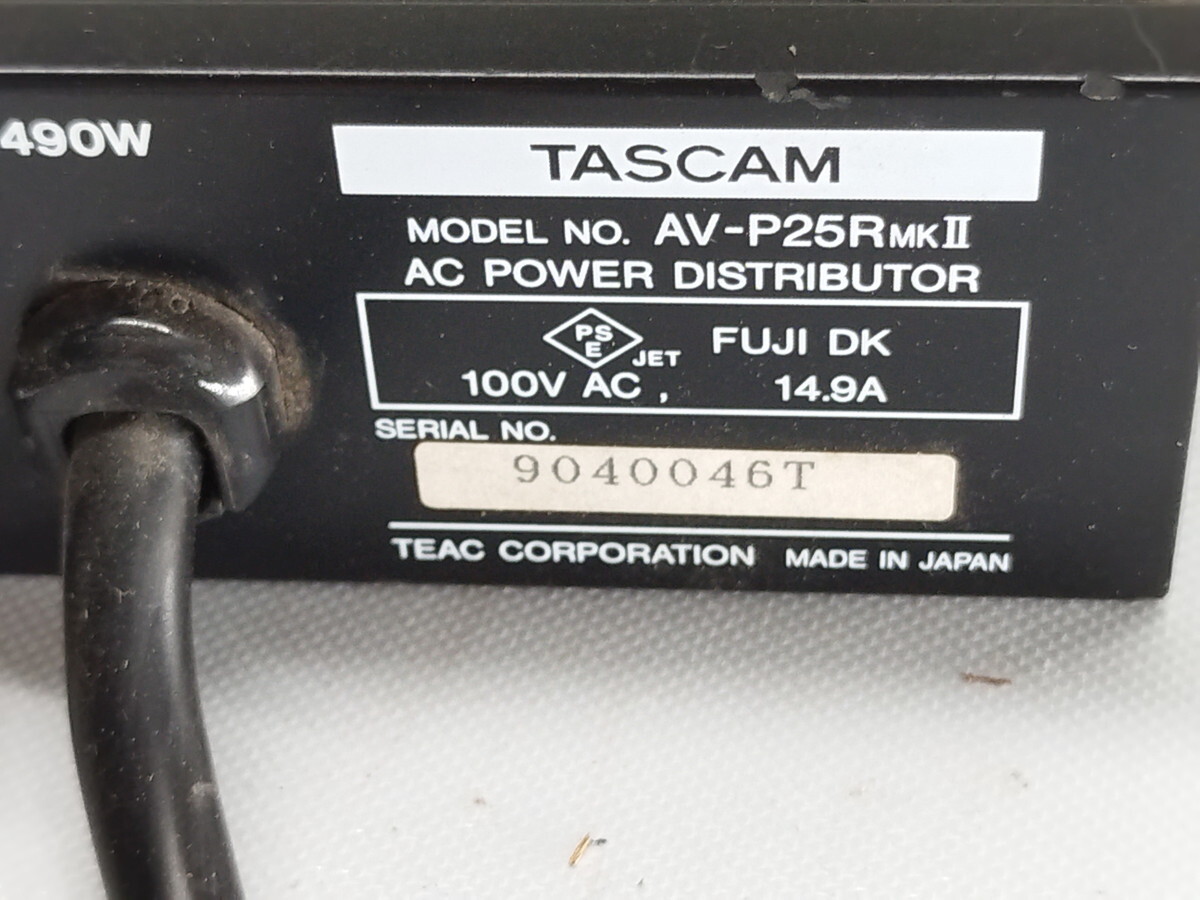 490W
TASCAM
MODEL NO. AV-P25RMKⅡ
AC POWER DISTRIBUTOR
PS
E JET FUJI DK
100V AC , 14.9A
SERIAL NO.
9040046T
TEAC CORPORATION MADE IN JAPAN